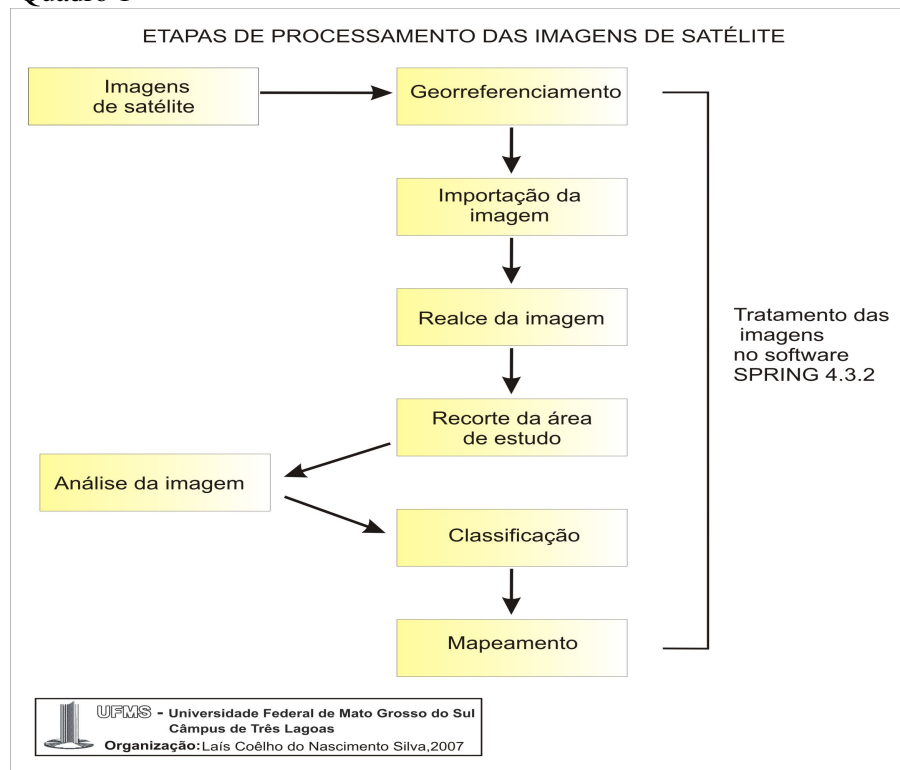 Quadro 1
ETAPAS DE PROCESSAMENTO DAS IMAGENS DE SATÉLITE
Imagens
de satélite
Georreferenciamento
Importação da
imagem
Realce da imagem
Recorte da área
de estudo
Análise da imagem
Classificação
Mapeamento
Tratamento das
imagens
no software
SPRING 4.3.2
UFMS - Universidade Federal de Mato Grosso do Sul
Câmpus de Três Lagoas
Organização:Laís Coêlho do Nascimento Silva,2007